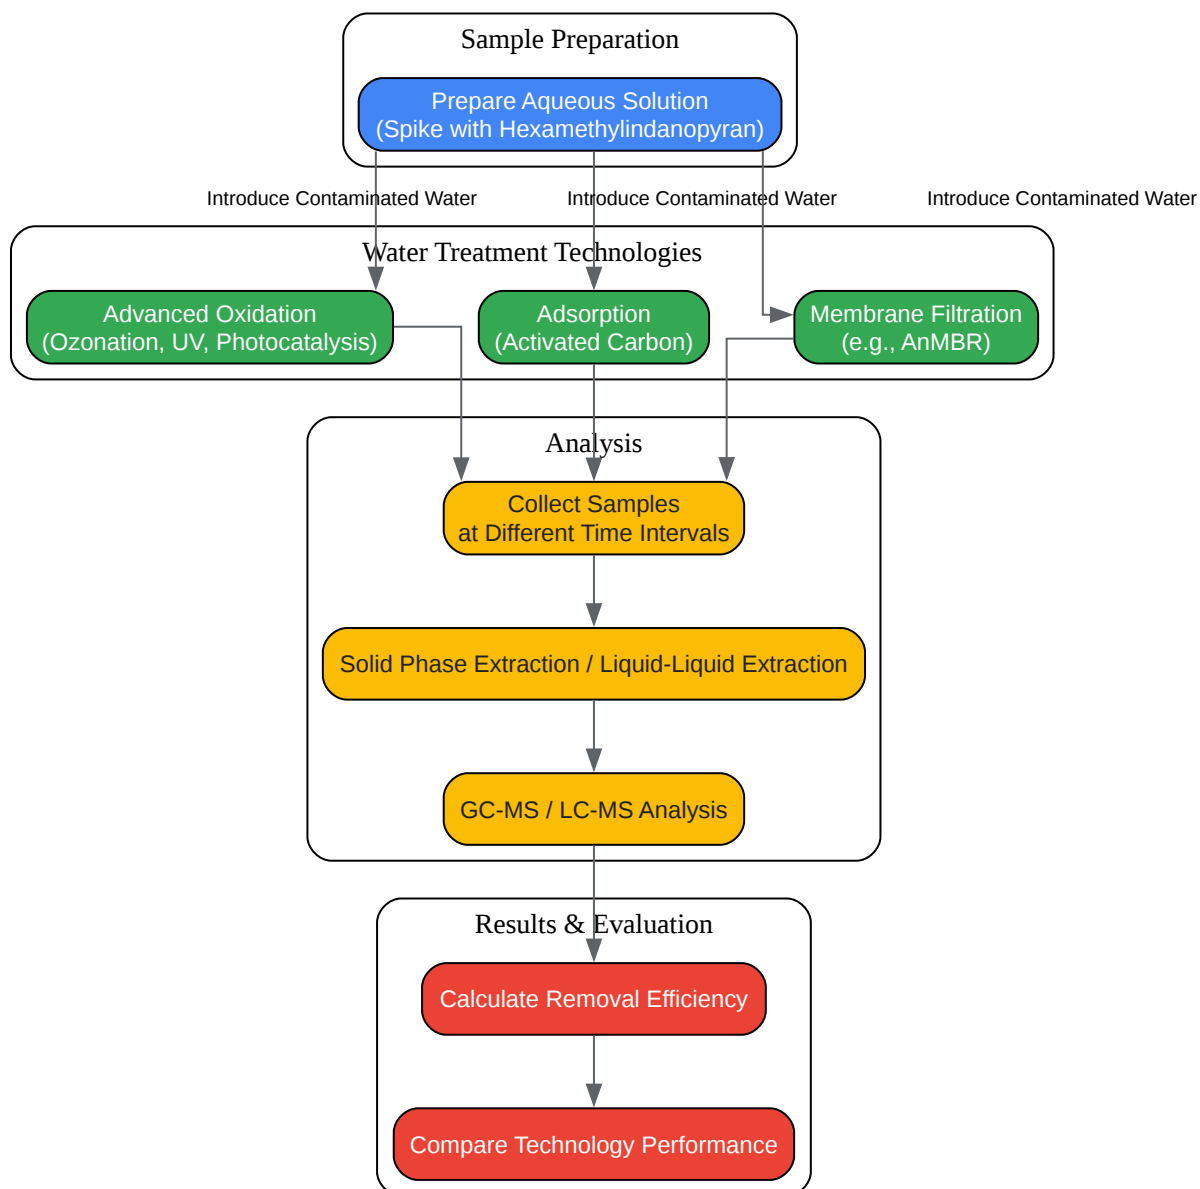 Sample Preparation
Prepare Aqueous Solution
(Spike with Hexamethylindanopyran)
Introduce Contaminated Water
Introduce Contaminated Water
Introduce Contaminated Water
Water Treatment Technologies
Advanced Oxidation
(Ozonation, UV, Photocatalysis)
Adsorption
(Activated Carbon)
Membrane Filtration
(e.g., AnMBR)
Analysis
Collect Samples
at Different Time Intervals
Solid Phase Extraction / Liquid-Liquid Extraction
GC-MS / LC-MS Analysis
Results & Evaluation
Calculate Removal Efficiency
Compare Technology Performance